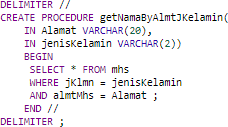 DELIMITER //
CREATE PROCEDURE getNamaByAlmtJKelamin(
IN Alamat VARCHAR(20),
IN jenisKelamin VARCHAR(2))
BEGIN
SELECT * FROM mhs
WHERE jKlmn = jenisKelamin
AND almtMhs = Alamat ;
END //
DELIMITER ;